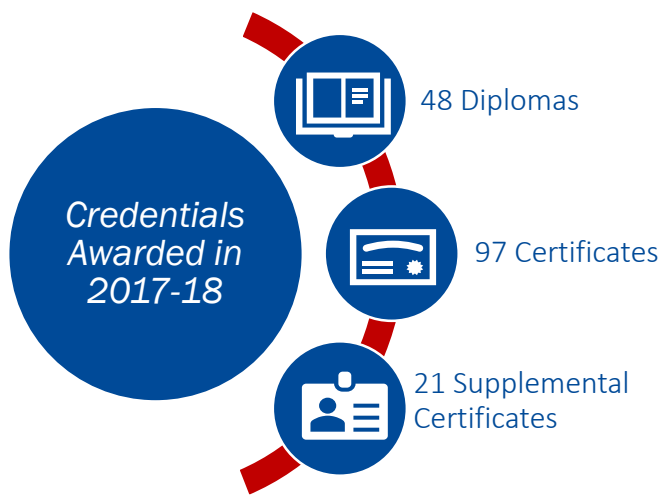 48 Diplomas
Credentials
Awarded in
2017-18
97 Certificates
21 Supplemental
Certificates